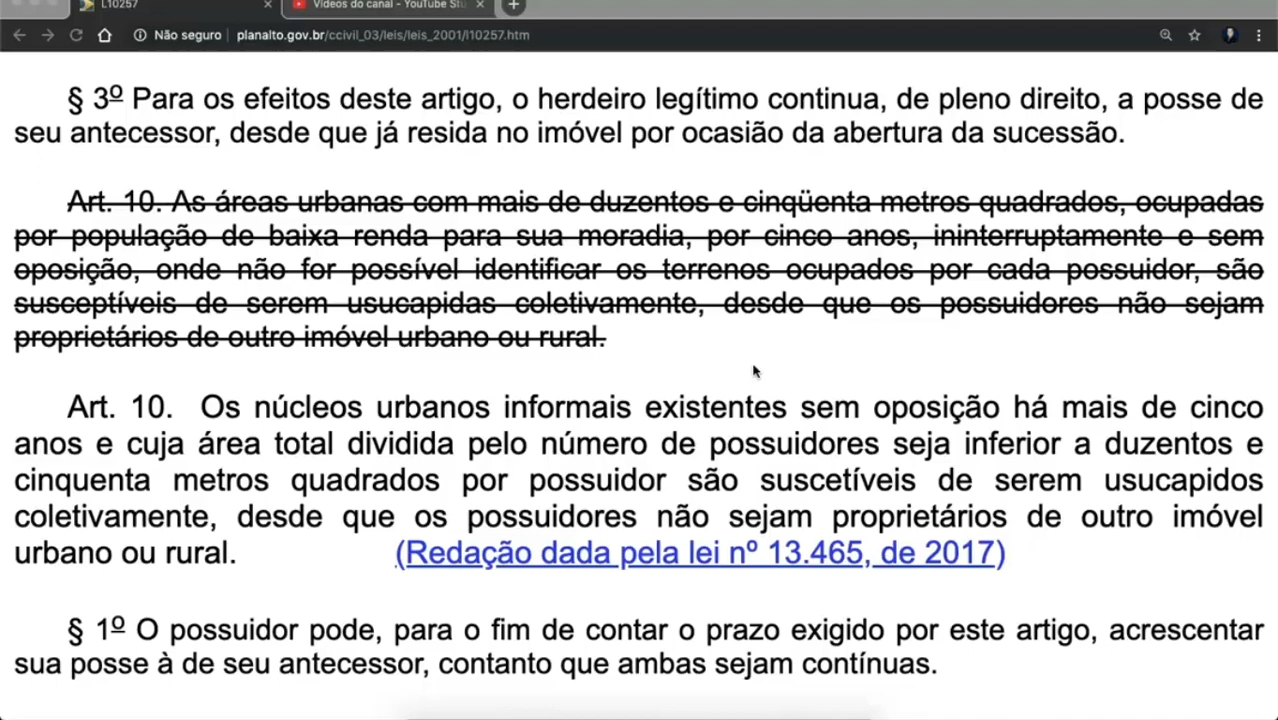 L10257
Vídeos do canal - YouTube Stu
Não seguro
planalto.gov.br/ccivil_03/leis/leis_2001/l10257.htm
§ 3º Para os efeitos deste artigo, o herdeiro legítimo continua, de pleno direito, a posse de
seu antecessor, desde que já resida no imóvel por ocasião da abertura da sucessão.
Art. 10. As áreas urbanas com mais de duzentos e cinqüenta metros quadrados, ocupadas
por população de baixa renda para sua moradia, por cinco anos, ininterruptamente e sem
oposição, onde não for possível identificar os terrenos ocupados por cada possuidor, são
susceptíveis de serem usucapidas coletivamente, desde que os possuidores não sejam
proprietários de outro imóvel urbano ou rural.
Art. 10. Os núcleos urbanos informais existentes sem oposição há mais de cinco
anos e cuja área total dividida pelo número de possuidores seja inferior a duzentos e
cinquenta metros quadrados por possuidor são suscetíveis de serem usucapidos
coletivamente, desde que os possuidores não sejam proprietários de outro imóvel
urbano ou rural. (Redação dada pela lei nº 13.465, de 2017)
§ 1º O possuidor pode, para o fim de contar o prazo exigido por este artigo, acrescentar
sua posse à de seu antecessor, contanto que ambas sejam contínuas.